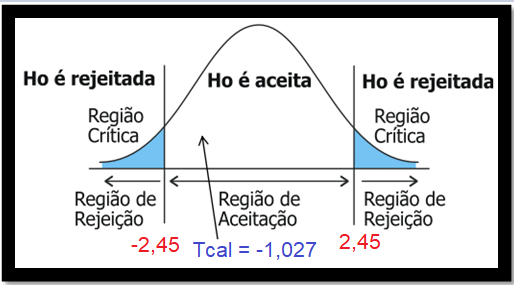 Ho é rejeitada
Ho é aceita
Ho é rejeitada
Região
Crítica
Região
Crítica
Região de
Rejeição
Região de
Aceitação
Região de
Rejeição
-2,45
Tcal = -1,027
2,45